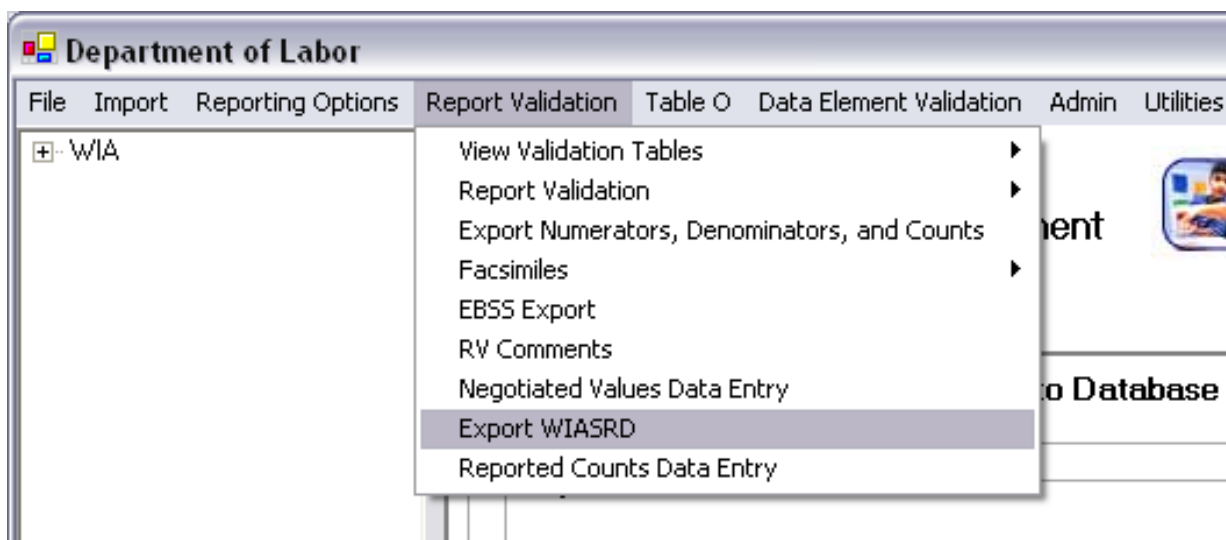 Department of Labor
File Import Reporting Options Report Validation Table O Data Element Validation Admin Utilities
WIA
View Validation Tables
Report Validation
Export Numerators, Denominators, and Counts
Facsimiles
EBSS Export
RV Comments
Negotiated Values Data Entry
o Database
Export WIASRD
Reported Counts Data Entry